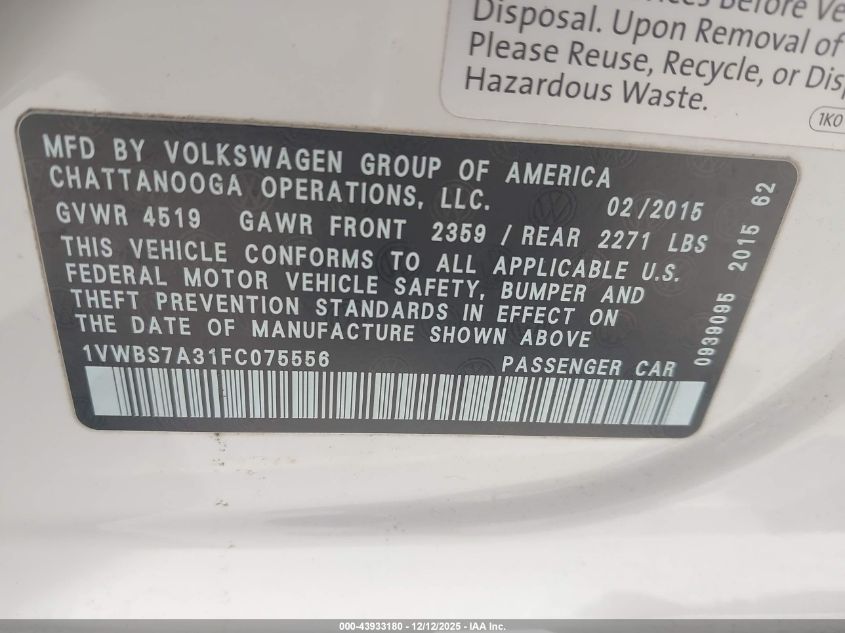 Before Ve
Disposal. Upon Removal of
Please Reuse, Recycle, or Dis
Hazardous Waste.
1K0
MFD BY VOLKSWAGEN GROUP OF AMERICA
CHATTANOOGA OPERATIONS, LLC.
02/2015
GVWR 4519 GAWR FRONT 2359 / REAR 2271 LBS
THIS VEHICLE CONFORMS TO ALL APPLICABLE U.S.
FEDERAL MOTOR VEHICLE SAFETY, BUMPER AND
THEFT PREVENTION STANDARDS IN EFFECT ON
THE DATE OF MANUFACTURE SHOWN ABOVE
1VWBS7A31FC075556 PASSENGER CAR
0939095 2015 62
000-43933180 - 12/12/2025 - IAA Inc.